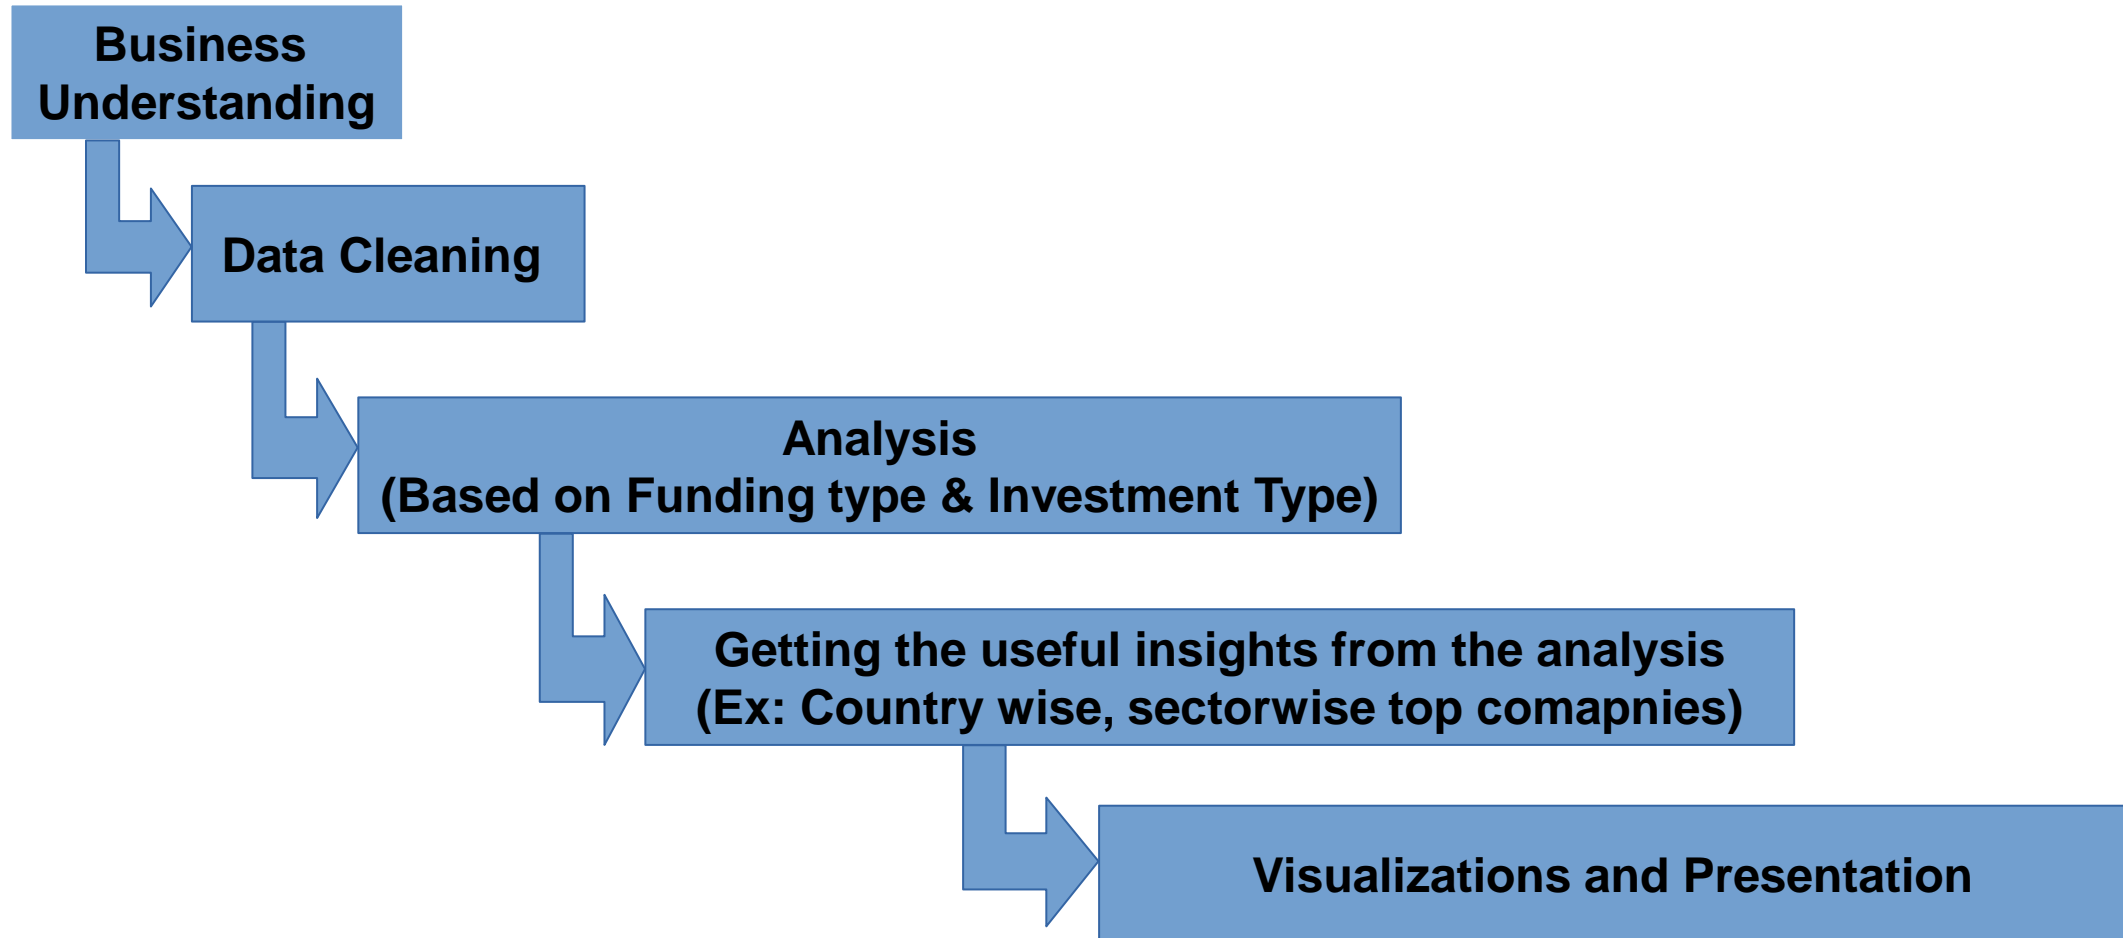 Business
Understanding
Data Cleaning
Analysis
(Based on Funding type & Investment Type)
Getting the useful insights from the analysis
(Ex: Country wise, sectorwise top comapnies)
Visualizations and Presentation